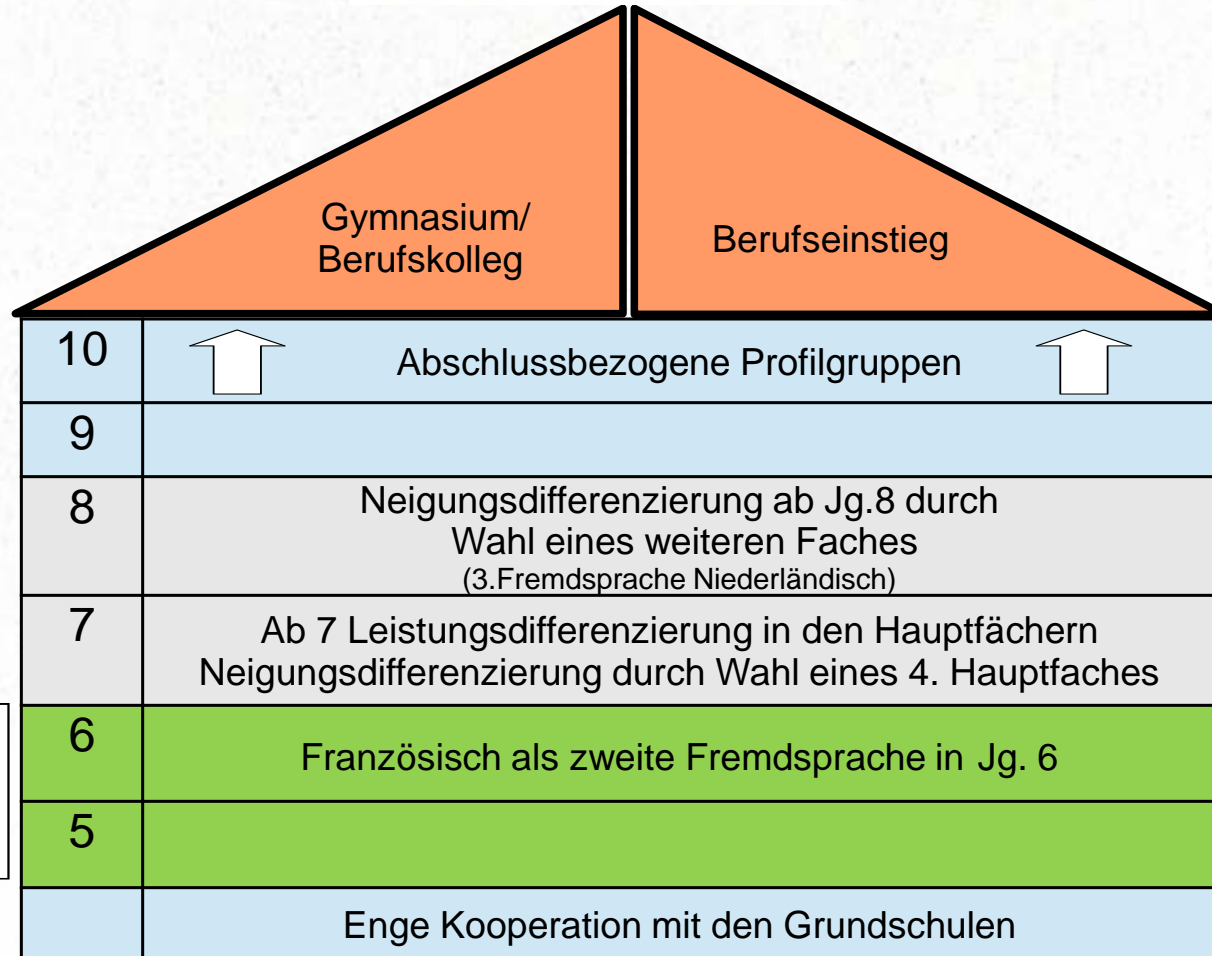 Gymnasium/
Berufskolleg
Berufseinstieg
10
Abschlussbezogene Profilgruppen
9
8
Neigungsdifferenzierung ab Jg.8 durch
Wahl eines weiteren Faches
(3.Fremdsprache Niederländisch)
7
Ab 7 Leistungsdifferenzierung in den Hauptfächern
Neigungsdifferenzierung durch Wahl eines 4. Hauptfaches
6
Französisch als zweite Fremdsprache in Jg. 6
5
Enge Kooperation mit den Grundschulen